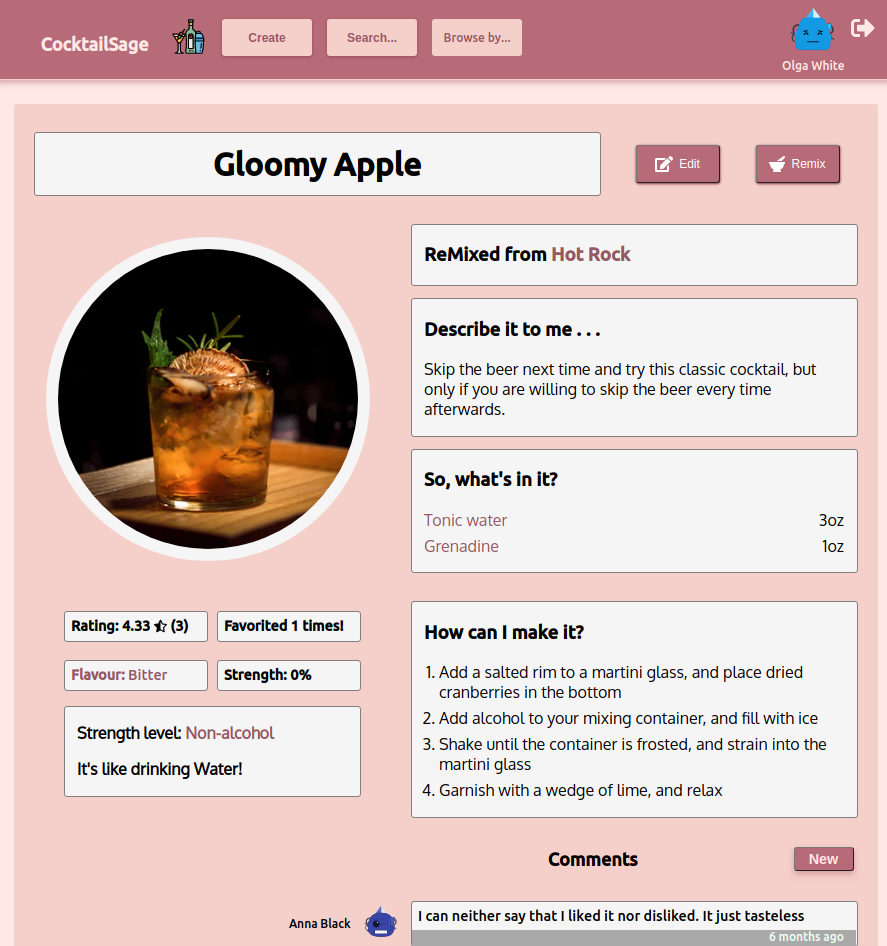 CocktailSage
Create
Search...
Browse by...
Olga White
Gloomy Apple
Edit
Remix
ReMixed from Hot Rock
Describe it to me . . .
Skip the beer next time and try this classic cocktail, but
only if you are willing to skip the beer every time
afterwards.
So, what's in it?
Tonic water 3oz
Grenadine 1oz
Rating: 4.33 (3)
Favorited 1 times!
Flavour: Bitter
Strength: 0%
Strength level: Non-alcohol
It's like drinking Water!
How can I make it?
1. Add a salted rim to a martini glass, and place dried
cranberries in the bottom
2. Add alcohol to your mixing container, and fill with ice
3. Shake until the container is frosted, and strain into the
martini glass
4. Garnish with a wedge of lime, and relax
Comments
New
Anna Black
I can neither say that I liked it nor disliked. It just tasteless
6 months ago